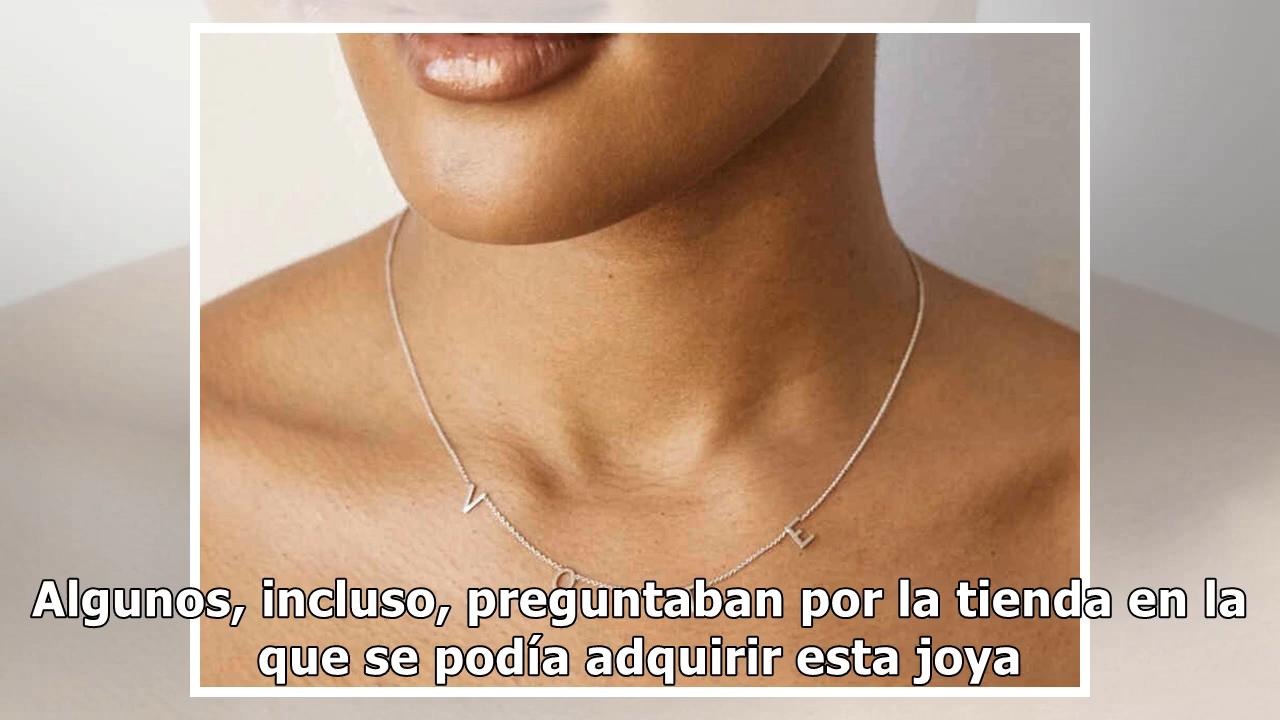 V O E
Algunos, incluso, preguntaban por la tienda en la
que se podía adquirir esta joya